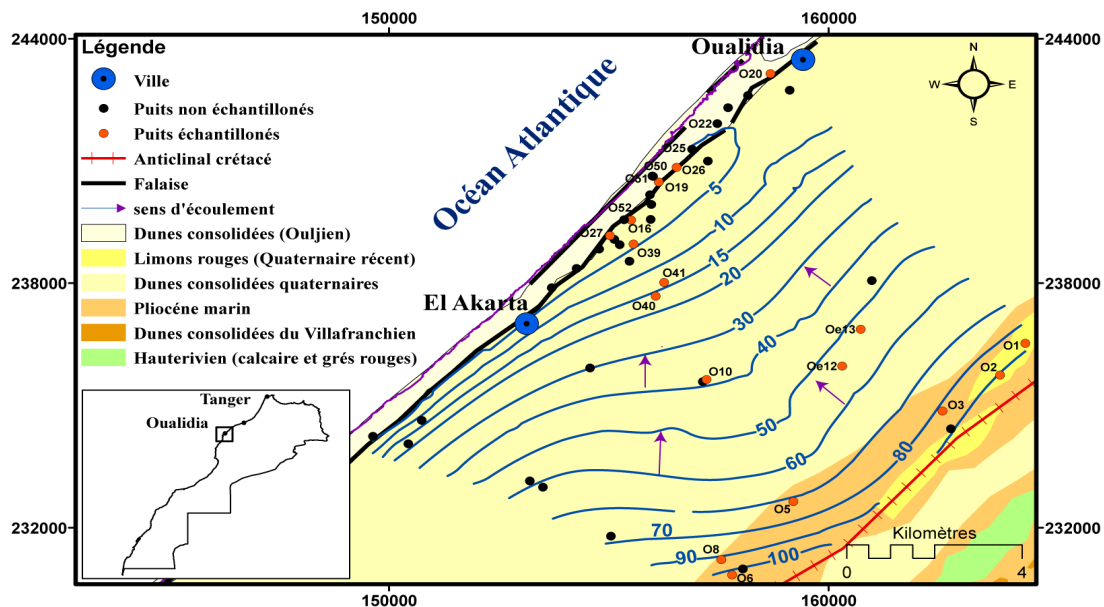 150000
160000
244000
244000
Légende
Ville
Puits non échantillonés
Puits échantillonés
Anticlinal crétacé
Falaise
sens d'écoulement
Dunes consolidées (Ouljien)
Limons rouges (Quaternaire récent)
Dunes consolidées quaternaires
Pliocéne marin
Dunes consolidées du Villafranchien
Hauterivien (calcaire et grés rouges)
Océan Atlantique
Oualidia
N
W
E
S
O20
O22
O25
O50
O26
O51
O19
5
O52
O16
10
O27
O39
15
O41
20
238000
238000
O40
El Akarta
30
Oe13
40
O1
Oe12
O2
O10
O3
50
60
80
Tanger
Oualidia
O5
70
232000
232000
Kilomètres
O8
90
100
O6
0
4
150000
160000